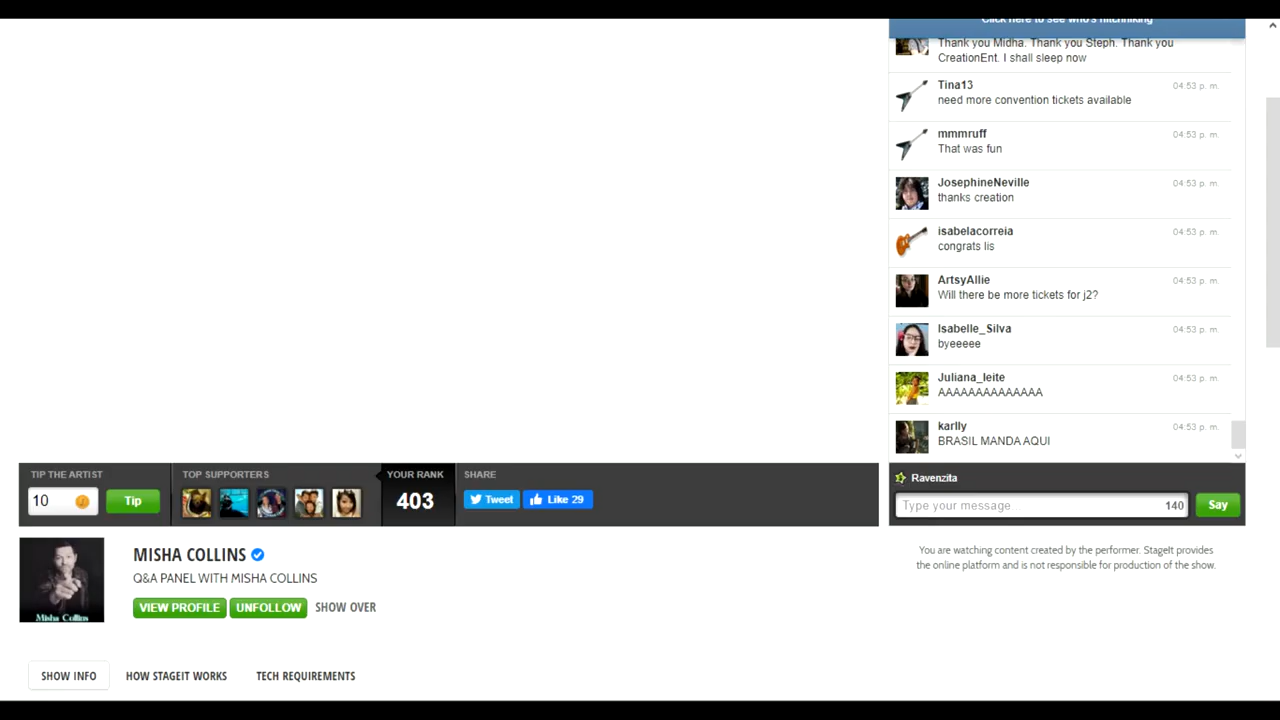 Click here to see who's hitchhiking
Thank you Midha. Thank you Steph. Thank you
CreationEnt. I shall sleep now
Tina13 04:53 p. m.
need more convention tickets available
mmmruff 04:53 p. m.
That was fun
JosephineNeville 04:53 p. m.
thanks creation
isabelacorreia 04:53 p. m.
congrats lis
ArtsyAllie 04:53 p. m.
Will there be more tickets for j2?
Isabelle_Silva 04:53 p. m.
byeeeee
Juliana_leite 04:53 p. m.
AAAAAAAAAAAAAA
karlly 04:53 p. m.
BRASIL MANDA AQUI
TIP THE ARTIST TOP SUPPORTERS YOUR RANK SHARE
10 Tip 403 Tweet Like 29
Ravenzita
Type your message... 140 Say
MISHA COLLINS
Q&A PANEL WITH MISHA COLLINS
VIEW PROFILE UNFOLLOW SHOW OVER
Misha Collins
You are watching content created by the performer. StageIt provides
the online platform and is not responsible for production of the show.
SHOW INFO HOW STAGEIT WORKS TECH REQUIREMENTS